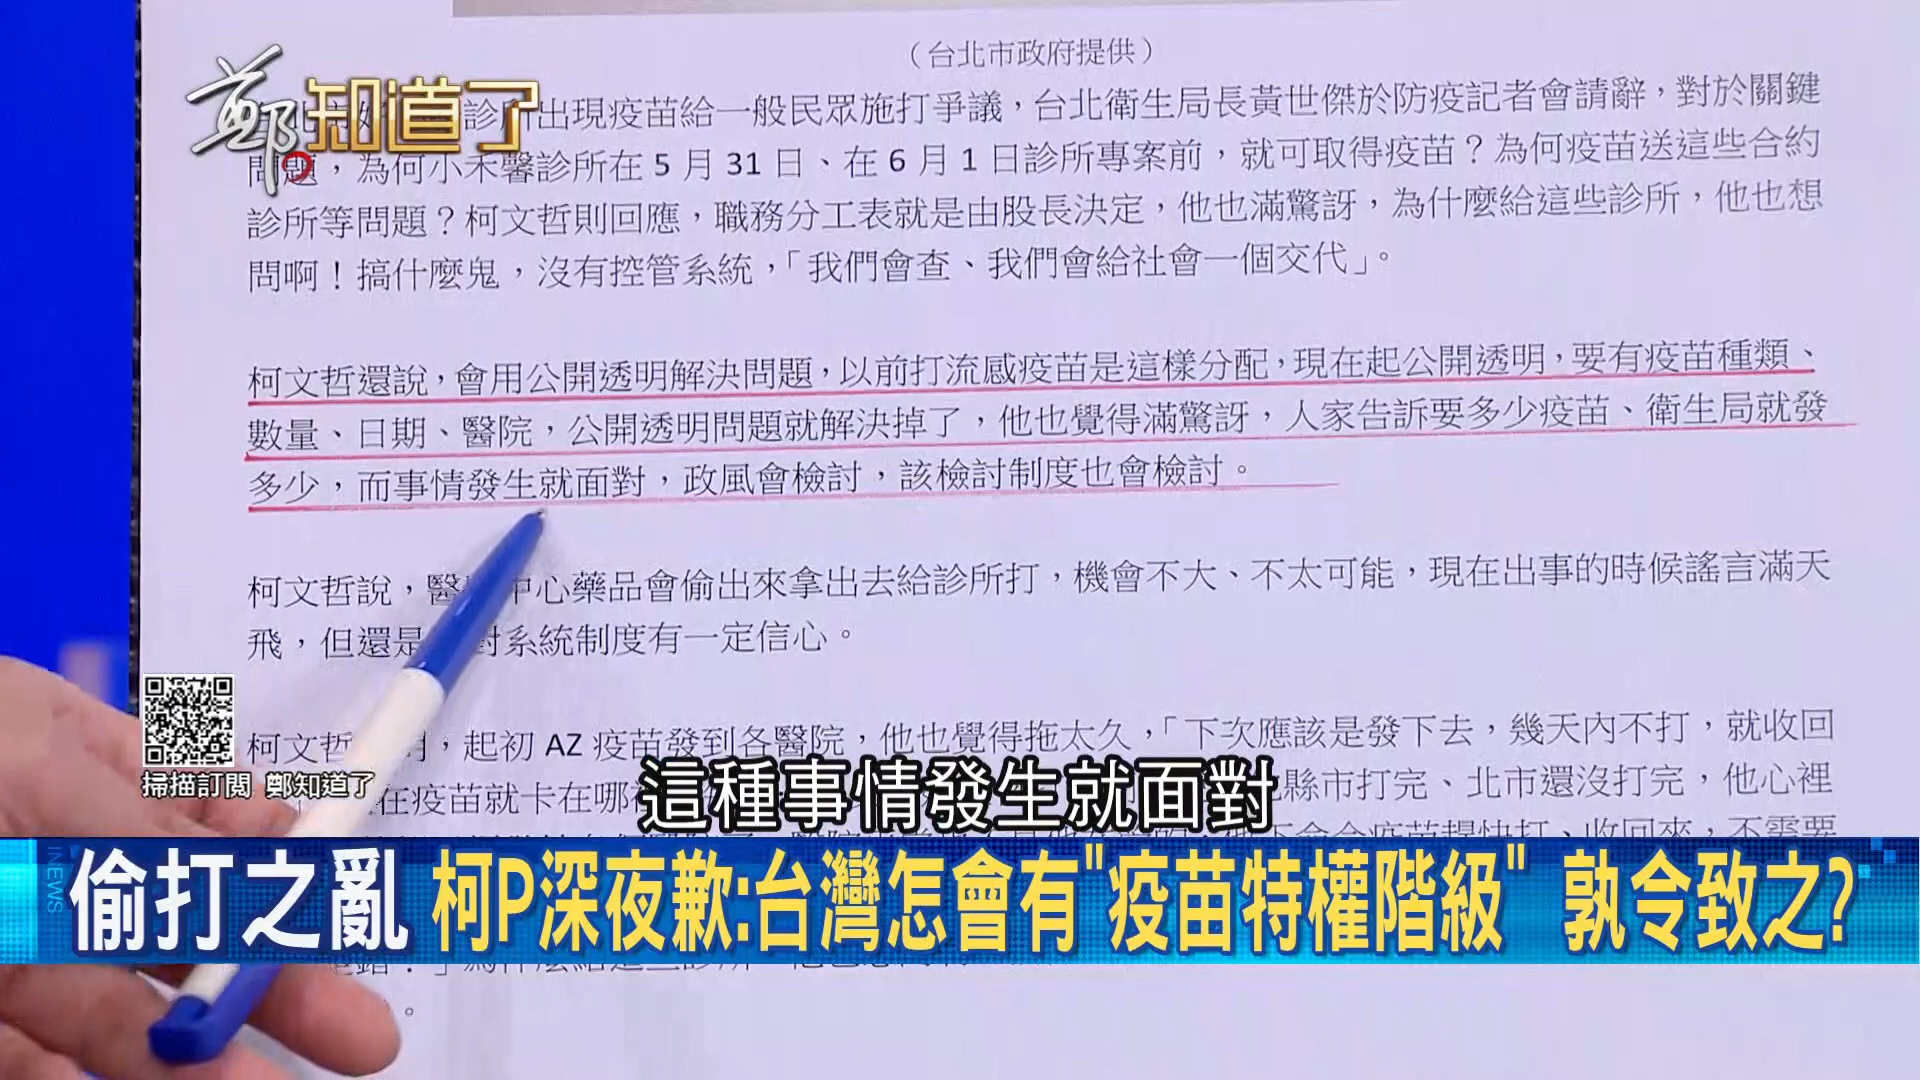 （台北市政府提供）
鄭知道了
診所出現疫苗給一般民眾施打爭議，台北衛生局長黃世傑於防疫記者會請辭，對於關鍵
問題，為何小禾馨診所在 5 月 31 日、在 6 月 1 日診所專案前，就可取得疫苗？為何疫苗送這些合約
診所等問題？柯文哲則回應，職務分工表就是由股長決定，他也滿驚訝，為什麼給這些診所，他也想
問啊！搞什麼鬼，沒有控管系統，「我們會查、我們會給社會一個交代」。
柯文哲還說，會用公開透明解決問題，以前打流感疫苗是這樣分配，現在起公開透明，要有疫苗種類、
數量、日期、醫院，公開透明問題就解決掉了，他也覺得滿驚訝，人家告訴要多少疫苗、衛生局就發
多少，而事情發生就面對，政風會檢討，該檢討制度也會檢討。
柯文哲說，醫 中心藥品會偷出來拿出去給診所打，機會不大、不太可能，現在出事的時候謠言滿天
飛，但還是 對系統制度有一定信心。
柯文哲 ，起初 AZ 疫苗發到各醫院，他也覺得拖太久，「下次應該是發下去，幾天內不打，就收回
在疫苗就卡在哪 縣市打完、北市還沒打完，他心裡
掃描訂閱 鄭知道了
這種事情發生就面對
收回來，不需要
INEWS
偷打之亂 柯P深夜歉:台灣怎會有"疫苗特權階級" 孰令致之?